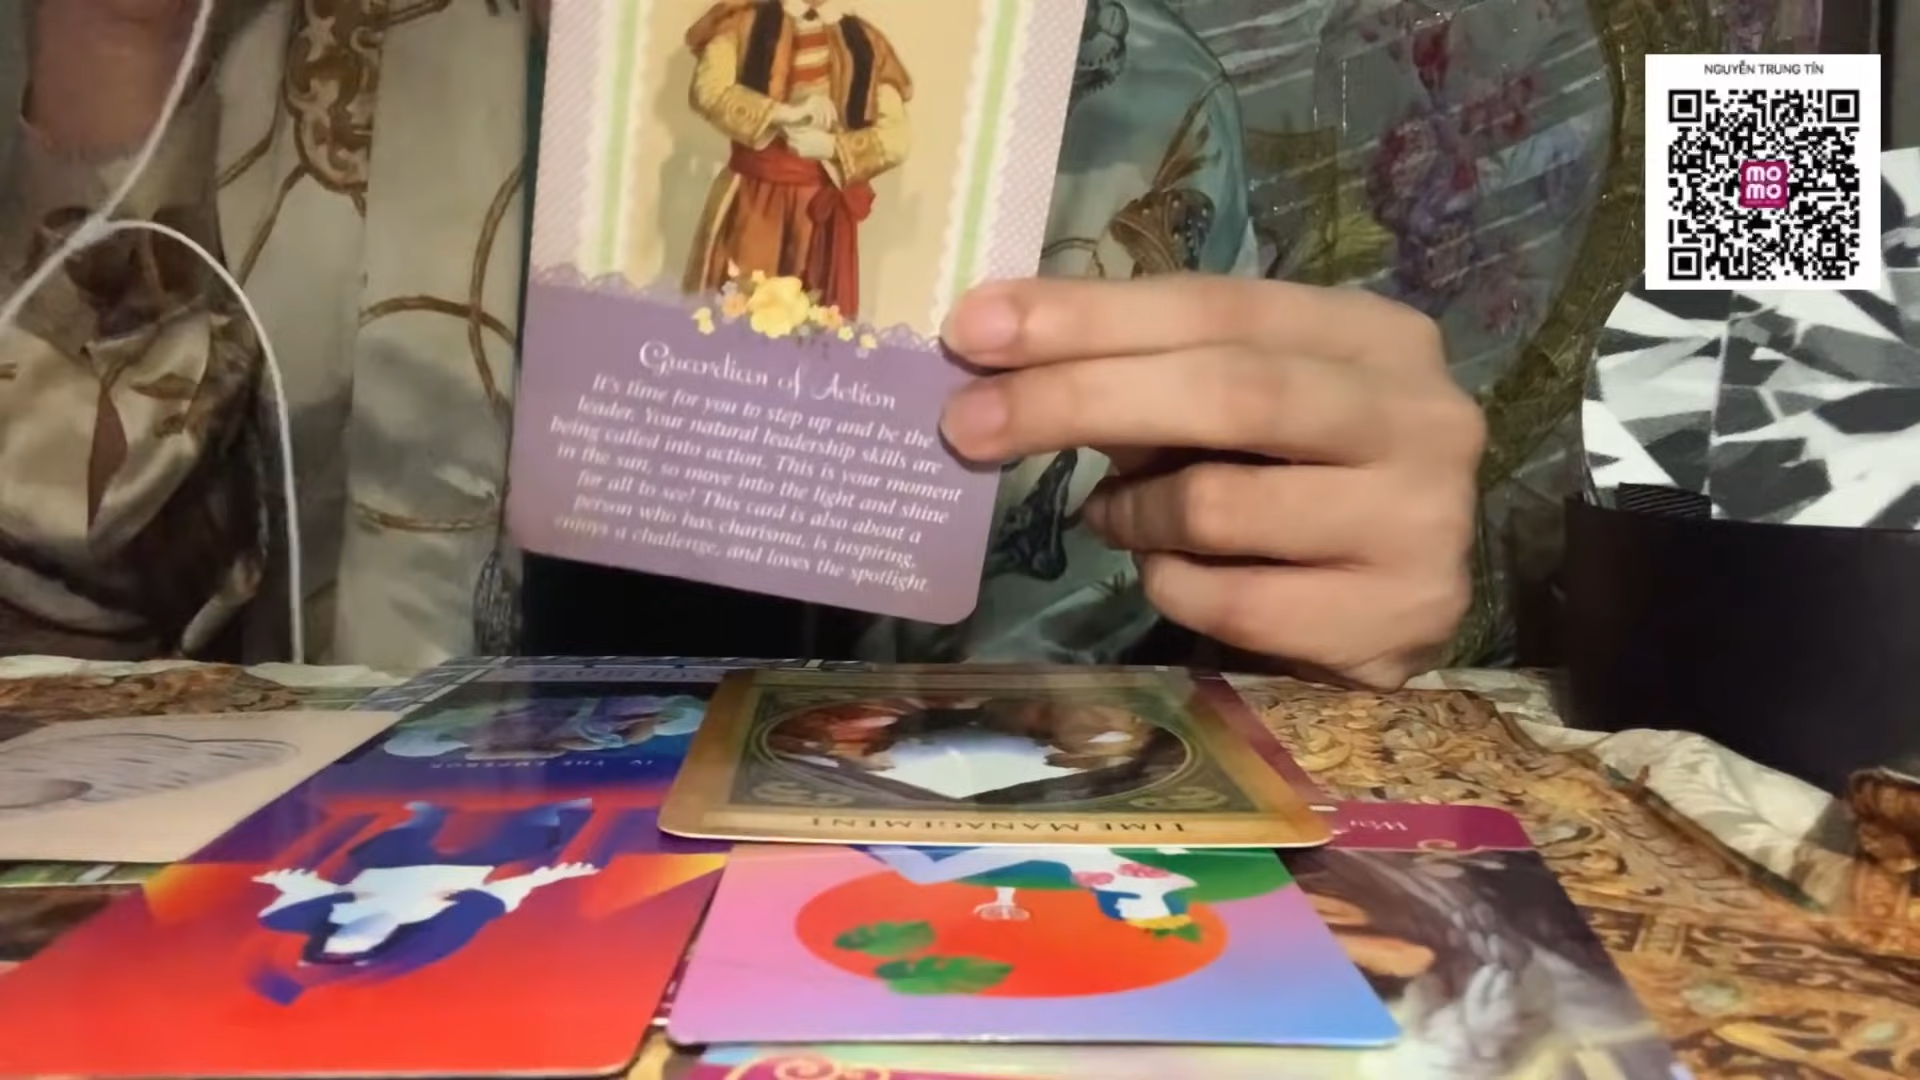 NGUYỄN TRUNG TÍN
mo
mo
Guardian of Action
It's time for you to step up and be the
leader. Your natural leadership skills are
being called into action. This is your moment
in the sun, so move into the light and shine
for all to see! This card is also about a
person who has charisma, is inspiring,
enjoys a challenge, and loves the spotlight.
IV THE EMPEROR
TIME MANAGEMENT